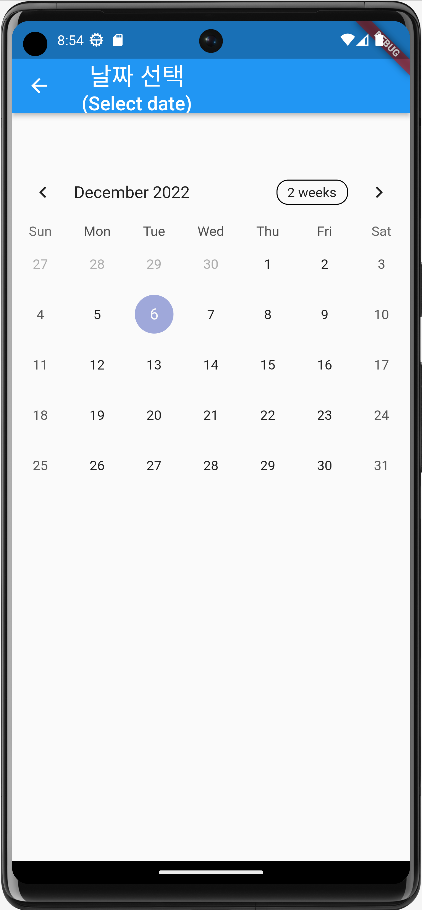 8:54
DEBUG
날짜 선택
(Select date)
December 2022
2 weeks
Sun Mon Tue Wed Thu Fri Sat
27 28 29 30 1 2 3
4 5 6 7 8 9 10
11 12 13 14 15 16 17
18 19 20 21 22 23 24
25 26 27 28 29 30 31